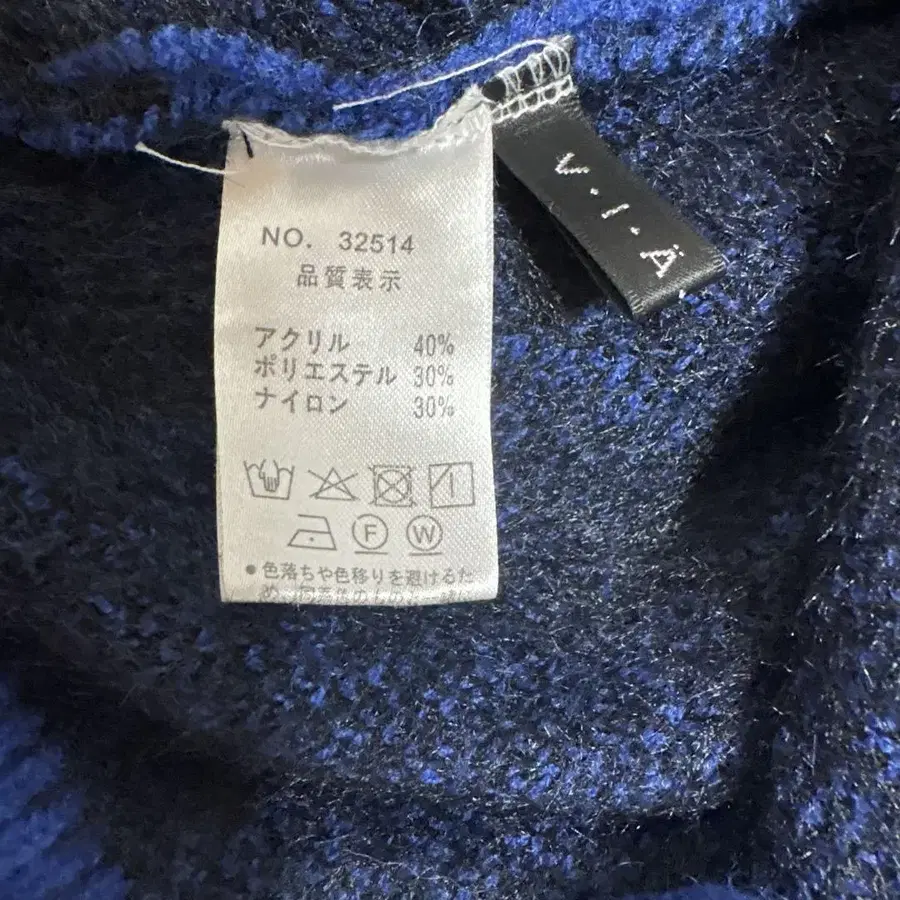 NO. 32514
品質表示
アクリル 40%
ポリエステル 30%
ナイロン 30%
F W
●色落ちや色移りを避けるた
V・I・Ä